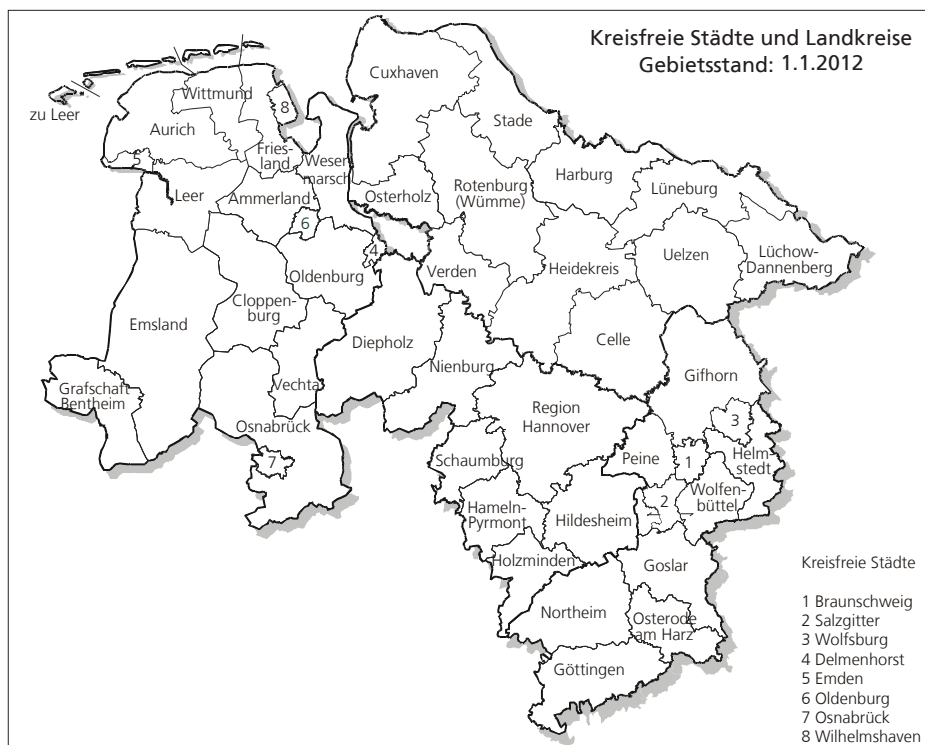 Kreisfreie Städte und Landkreise
Gebietsstand: 1.1.2012
Cuxhaven
Wittmund
8
zu Leer
Stade
Aurich
Fries-
land
Weser-
marsch
5
Harburg
Lüneburg
Leer
Ammerland
Osterholz
Rotenburg
(Wümme)
6
4
Oldenburg
Verden
Heidekreis
Uelzen
Lüchow-
Dannenberg
Cloppen-
burg
Emsland
Diepholz
Celle
Nienburg
Gifhorn
Grafschaft
Bentheim
Vechta
Region
Hannover
3
Osnabrück
7
Schaumburg
Peine
1
Helm-
stedt
2
Wolfen-
büttel
Hameln-
Pyrmont
Hildesheim
Holzminden
Goslar
Northeim
Osterode
am Harz
Göttingen
Kreisfreie Städte
1 Braunschweig
2 Salzgitter
3 Wolfsburg
4 Delmenhorst
5 Emden
6 Oldenburg
7 Osnabrück
8 Wilhelmshaven